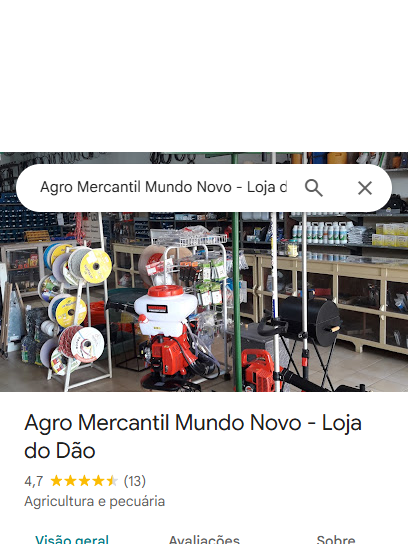 Agro Mercantil Mundo Novo - Loja d
Agro Mercantil Mundo Novo - Loja
do Dão
4,7 (13)
Agricultura e pecuária
Visão geral Avaliações Sobre